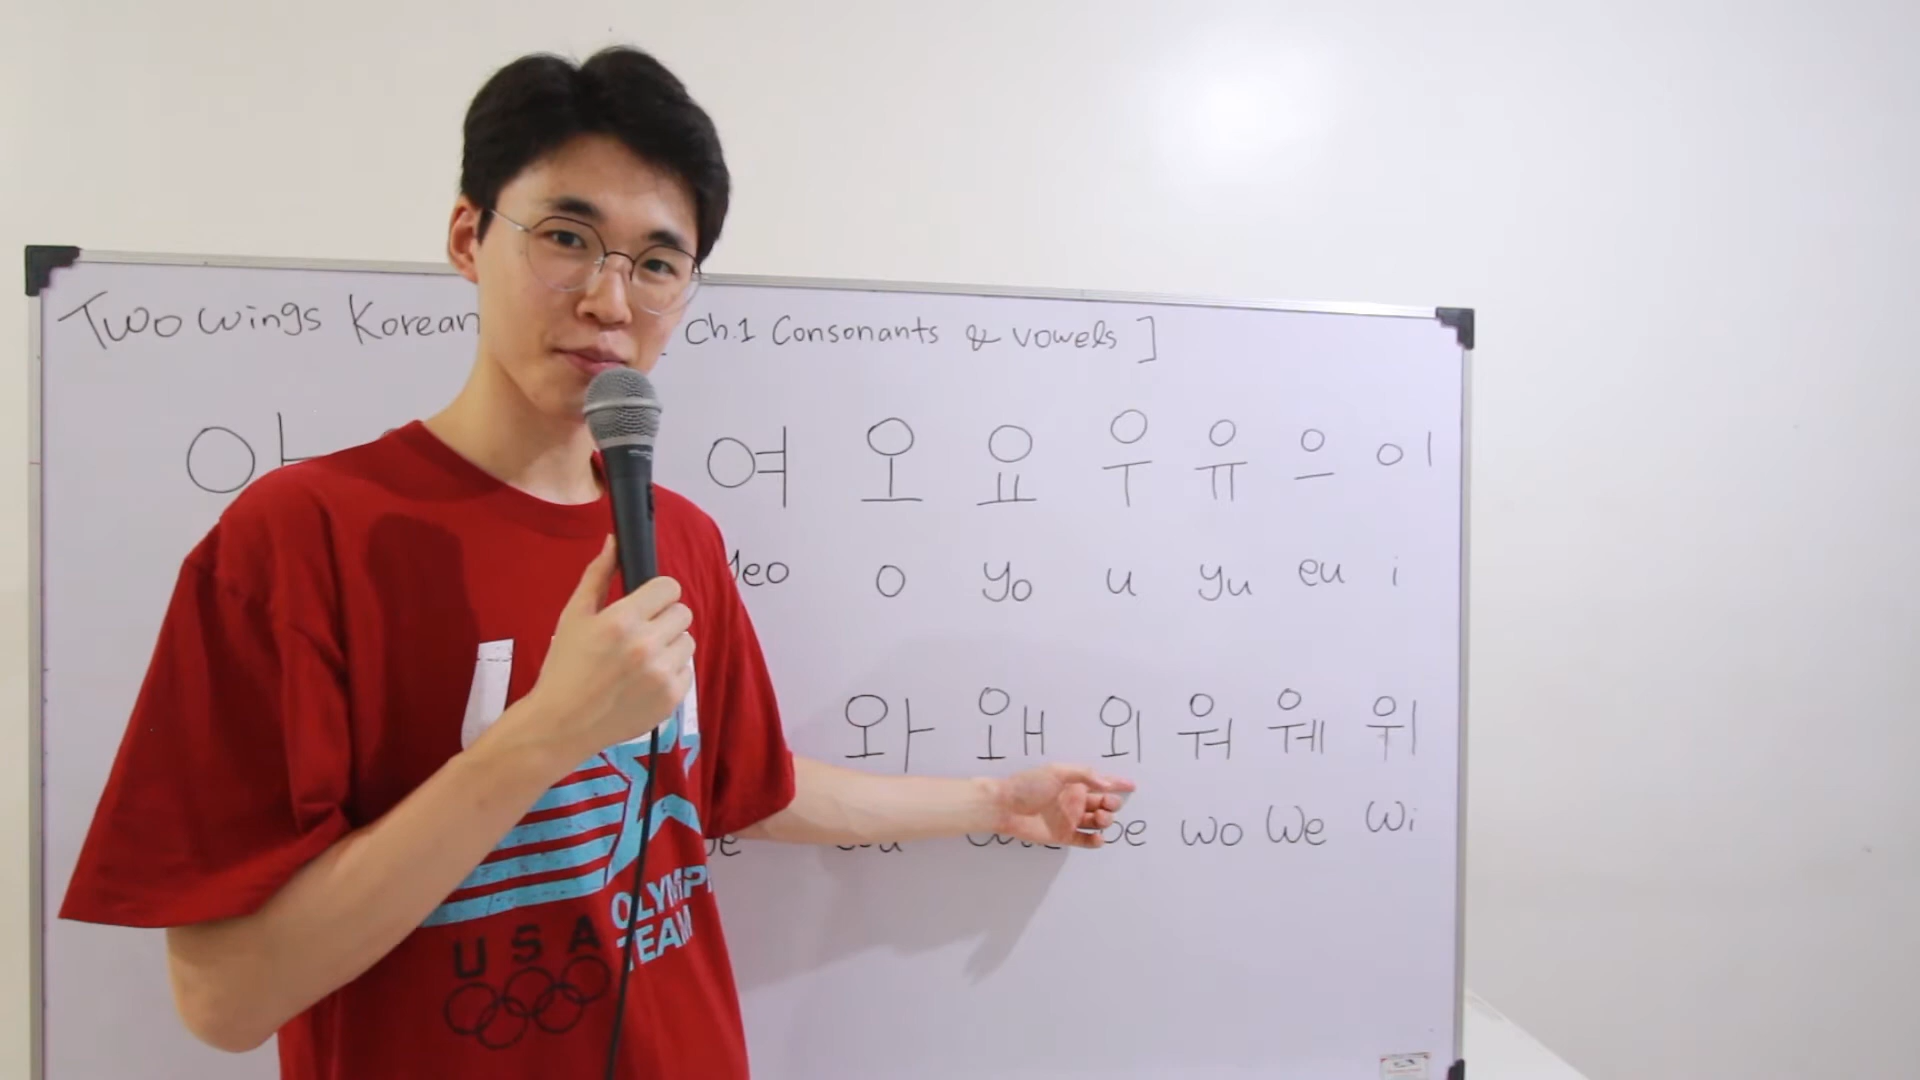 Two wings Korean Ch.1 Consonants & vowels ]
아 여 오 요 우 유 으 이
yeo o yo u yu eu i
와 왜 외 워 웨 위
wo we wi
OLYMPI
TEAM
USA